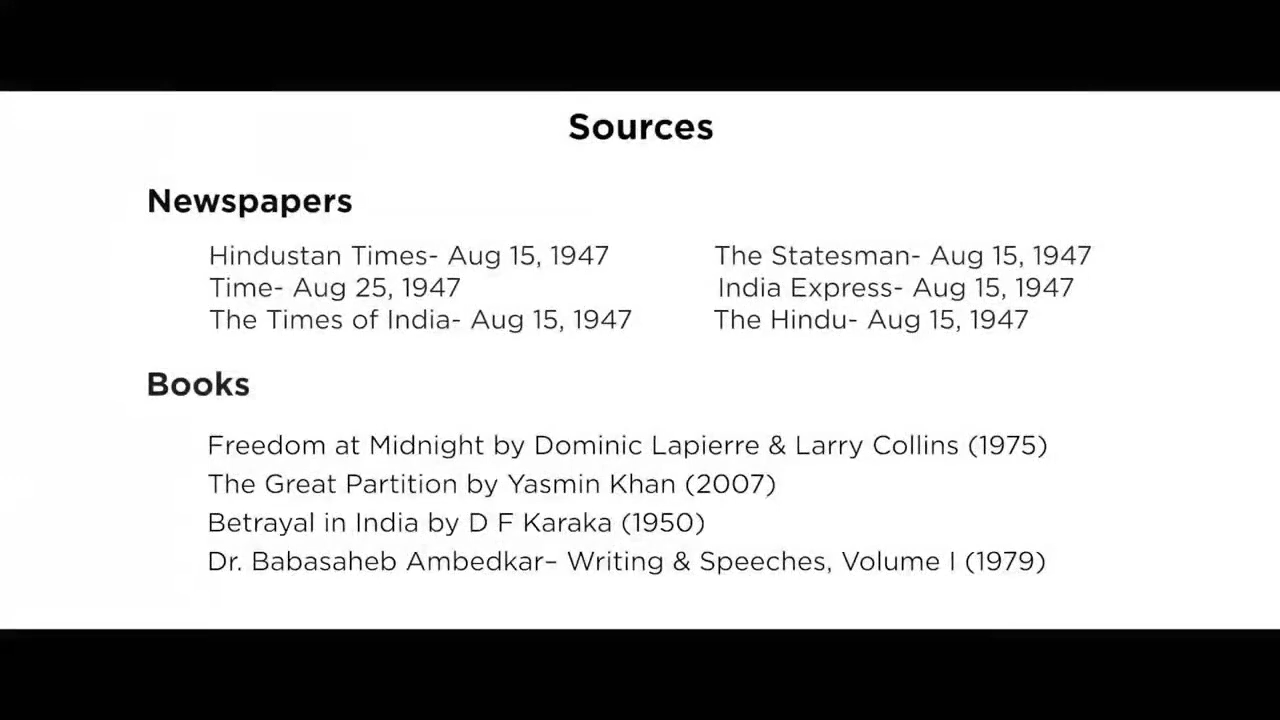 Sources
Newspapers
Hindustan Times- Aug 15, 1947
Time- Aug 25, 1947
The Times of India- Aug 15, 1947
The Statesman- Aug 15, 1947
India Express- Aug 15, 1947
The Hindu- Aug 15, 1947
Books
Freedom at Midnight by Dominic Lapierre & Larry Collins (1975)
The Great Partition by Yasmin Khan (2007)
Betrayal in India by D F Karaka (1950)
Dr. Babasaheb Ambedkar– Writing & Speeches, Volume I (1979)